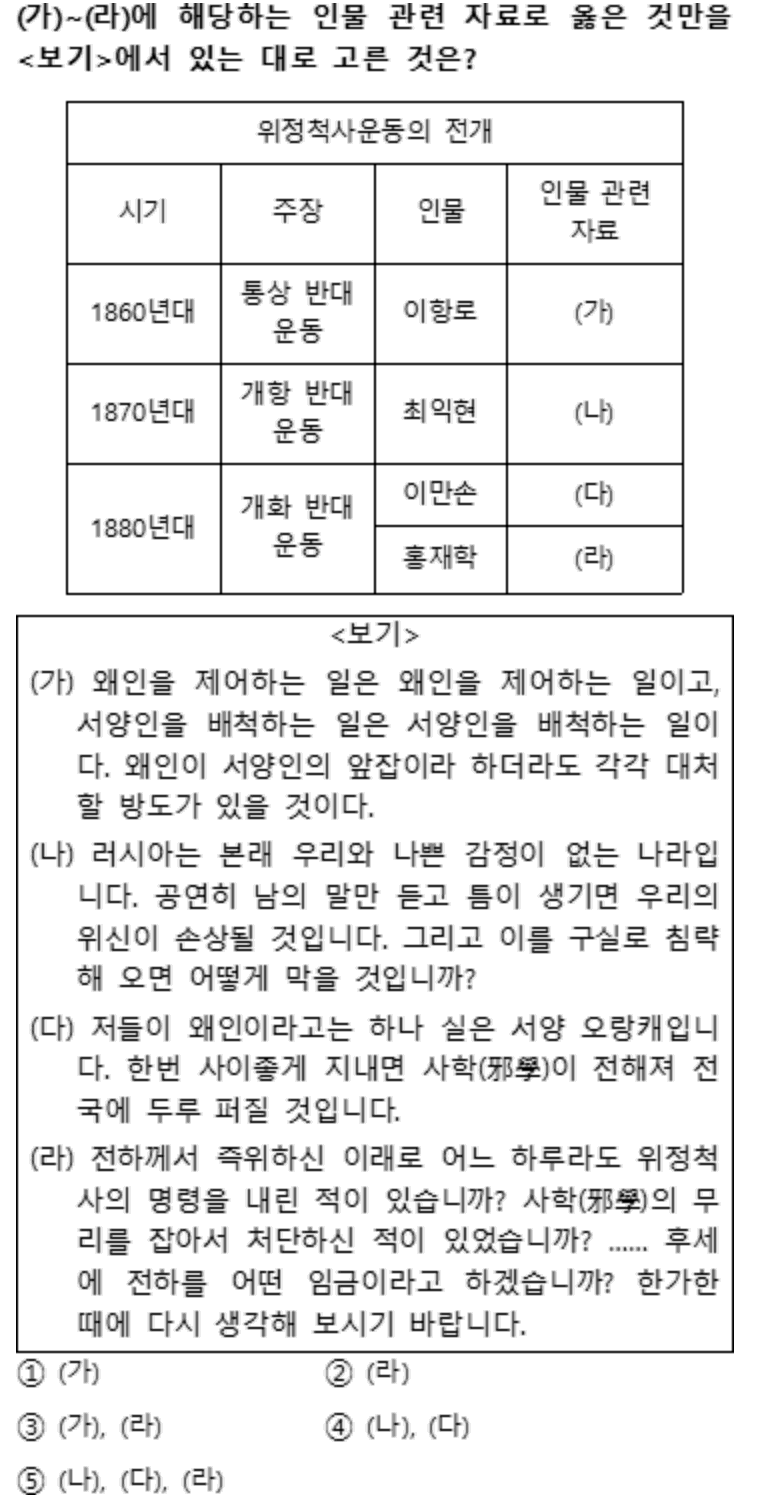 (가)~(라)에 해당하는 인물 관련 자료로 옳은 것만을
<보기>에서 있는 대로 고른 것은?
위정척사운동의 전개
시기 주장 인물 인물 관련
자료
1860년대 통상 반대
운동 이항로 (가)
1870년대 개항 반대
운동 최익현 (나)
1880년대 개화 반대
운동 이만손 (다)
홍재학 (라)
<보기>
(가) 왜인을 제어하는 일은 왜인을 제어하는 일이고,
서양인을 배척하는 일은 서양인을 배척하는 일이
다. 왜인이 서양인의 앞잡이라 하더라도 각각 대처
할 방도가 있을 것이다.
(나) 러시아는 본래 우리와 나쁜 감정이 없는 나라입
니다. 공연히 남의 말만 듣고 틈이 생기면 우리의
위신이 손상될 것입니다. 그리고 이를 구실로 침략
해 오면 어떻게 막을 것입니까?
(다) 저들이 왜인이라고는 하나 실은 서양 오랑캐입니
다. 한번 사이좋게 지내면 사학(邪學)이 전해져 전
국에 두루 퍼질 것입니다.
(라) 전하께서 즉위하신 이래로 어느 하루라도 위정척
사의 명령을 내린 적이 있습니까? 사학(邪學)의 무
리를 잡아서 처단하신 적이 있었습니까? ...... 후세
에 전하를 어떤 임금이라고 하겠습니까? 한가한
때에 다시 생각해 보시기 바랍니다.
① (가) ② (라)
③ (가), (라) ④ (나), (다)
⑤ (나), (다), (라)